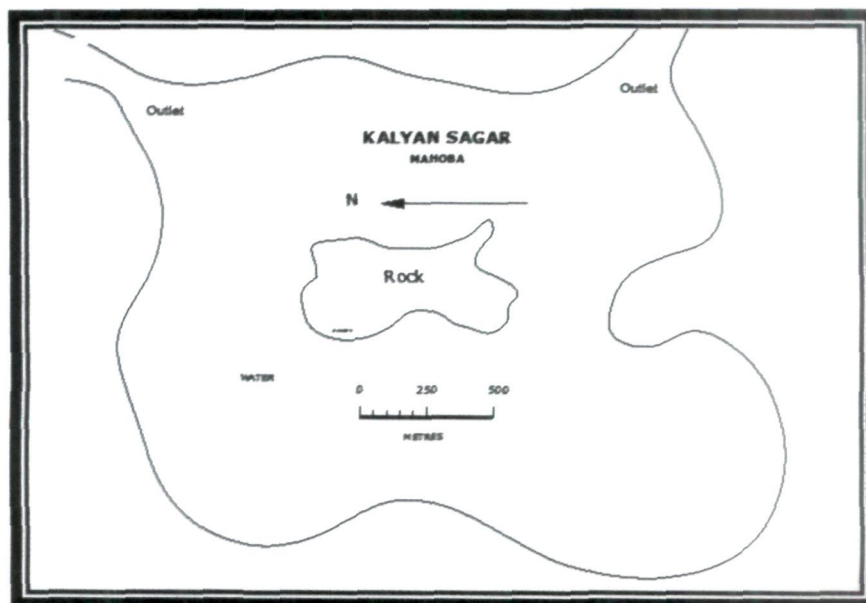 Outlet
Outlet
KALYAN SAGAR
MAHOBA
N
Rock
WATER
0 250 500
METRES